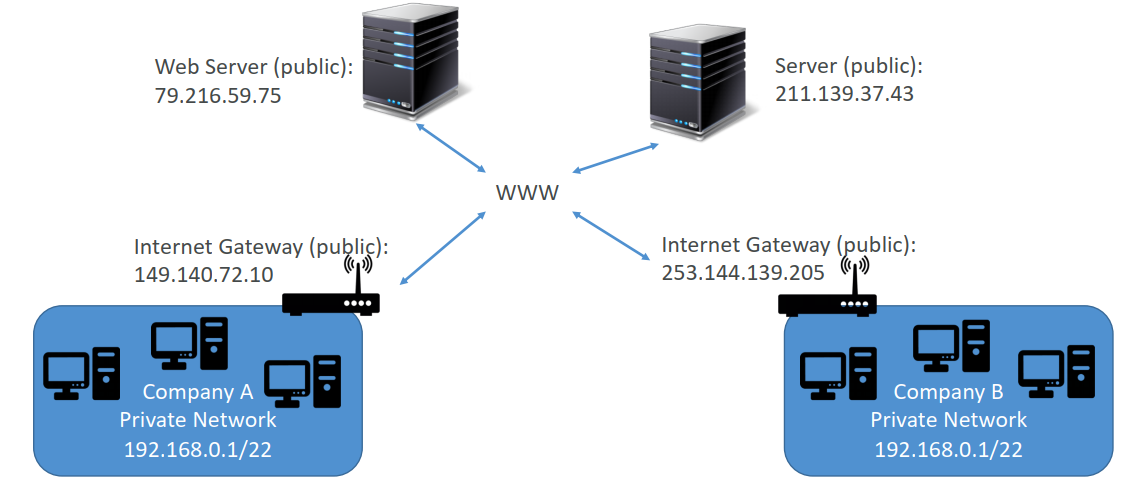 Web Server (public):
79.216.59.75
Server (public):
211.139.37.43
WWW
Internet Gateway (public):
149.140.72.10
Internet Gateway (public):
253.144.139.205
Company A
Private Network
192.168.0.1/22
Company B
Private Network
192.168.0.1/22